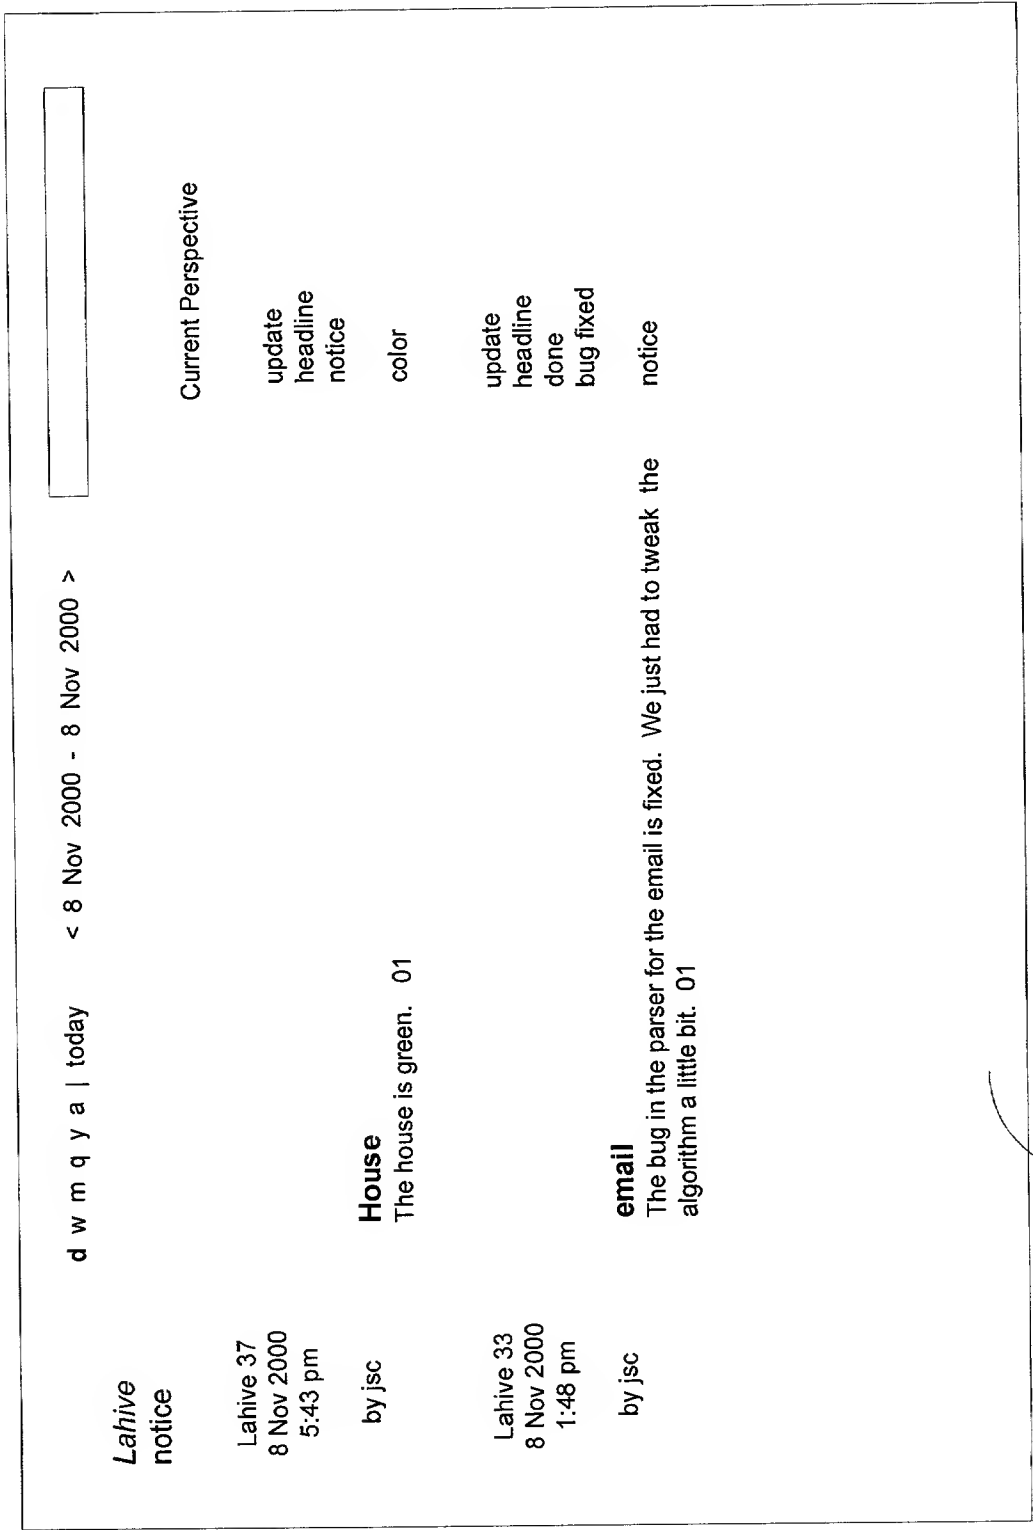 d w m q y a | today < 8 Nov 2000 - 8 Nov 2000 >
Lahive
notice
Current Perspective
Lahive 37
8 Nov 2000
5:43 pm
by jsc
House
The house is green. 01
update
headline
notice
color
Lahive 33
8 Nov 2000
1:48 pm
by jsc
email
The bug in the parser for the email is fixed. We just had to tweak the
algorithm a little bit. 01
update
headline
done
bug fixed
notice